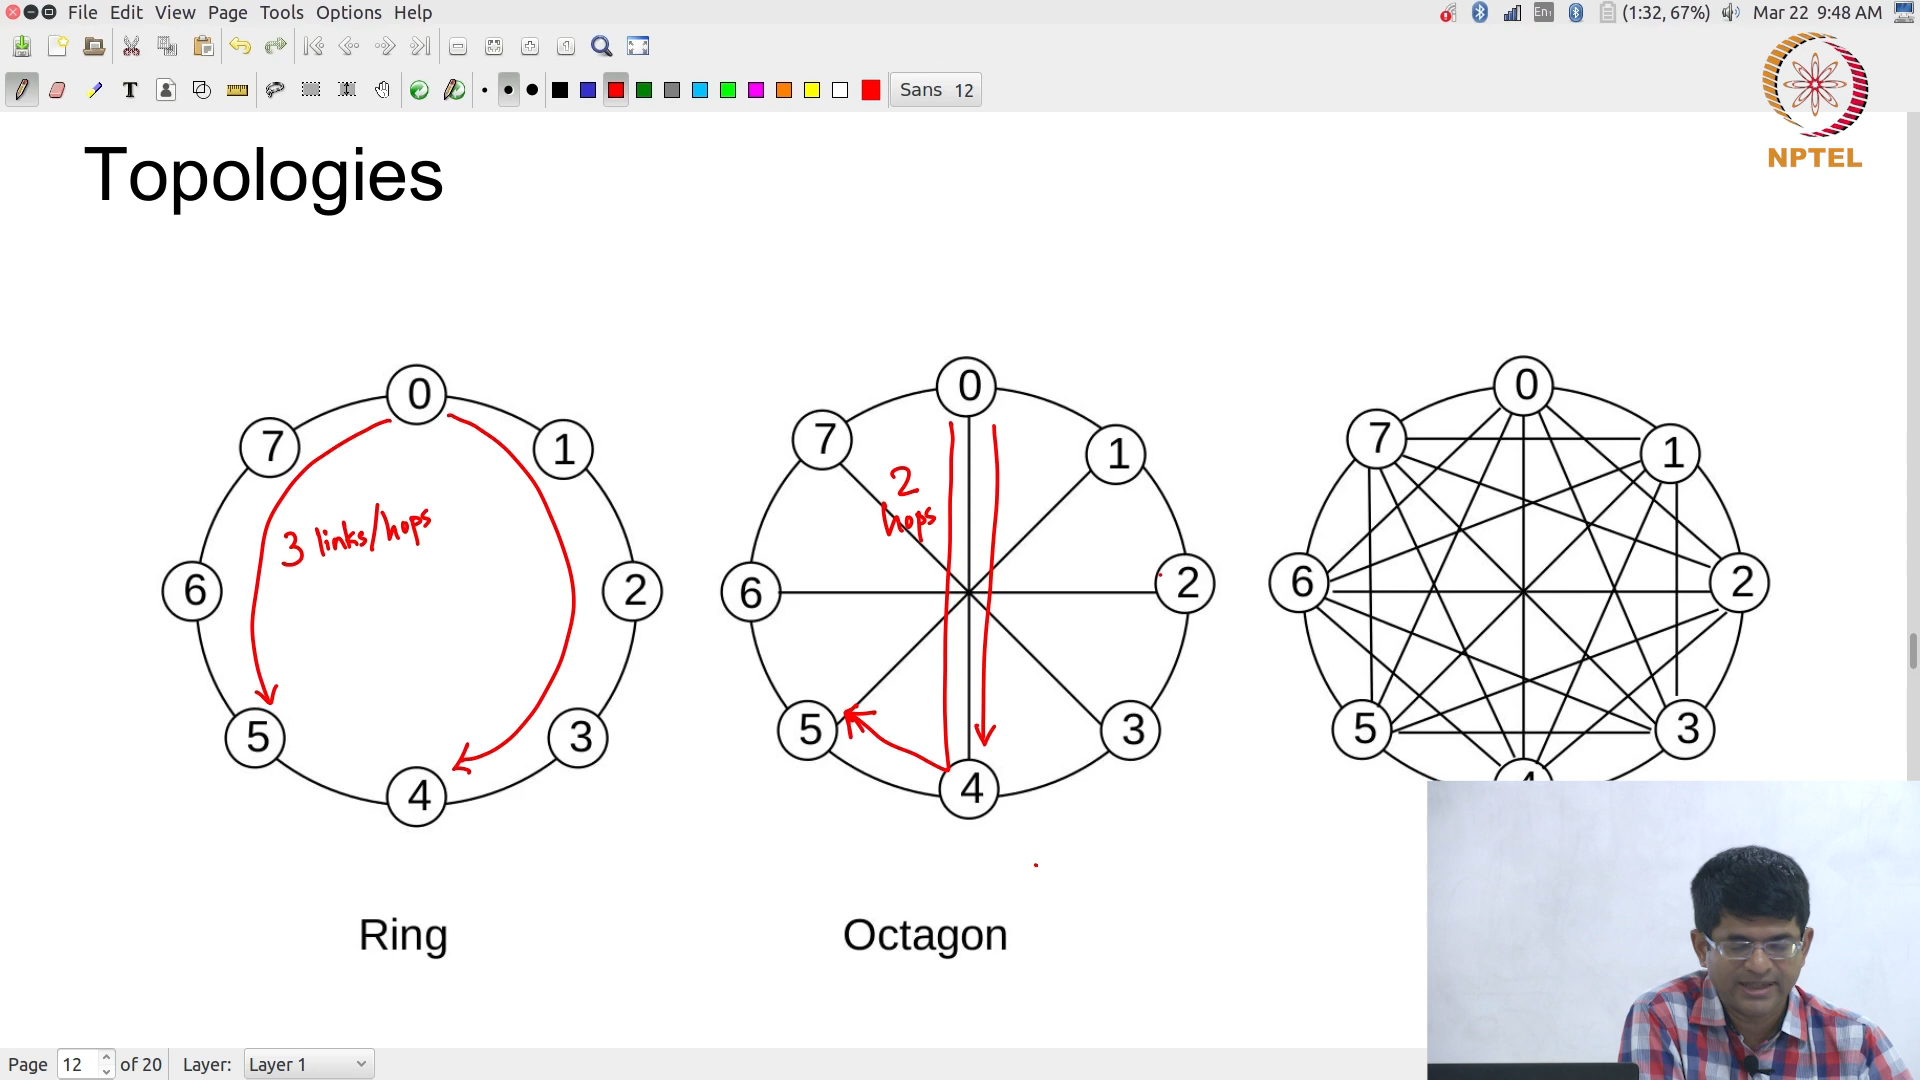 File Edit View Page Tools Options Help
En1
(1:32, 67%)
Mar 22 9:48 AM
Sans 12
NPTEL
Topologies
0
7
1
6
2
5
3
4
3 links/hops
Ring
0
7
1
6
2
5
3
4
2
hops
Octagon
0
7
1
6
2
5
3
4
Page 12 of 20 Layer: Layer 1